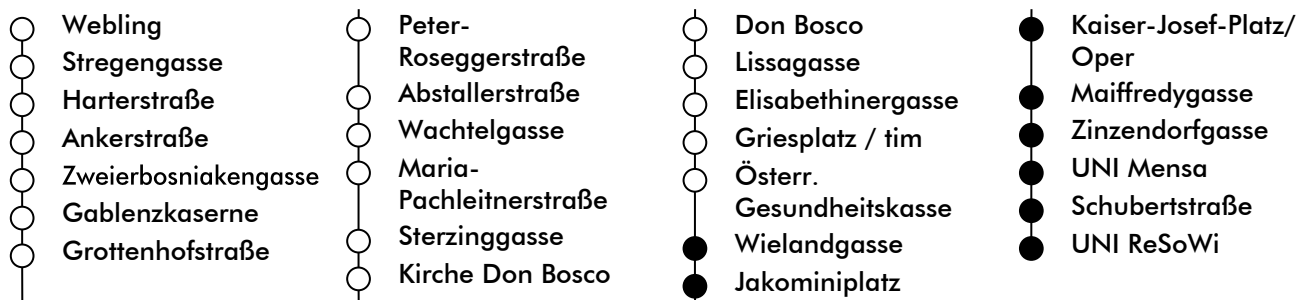 Webling
Stregengasse
Harterstraße
Ankerstraße
Zweierbosniakengasse
Gablenzkaserne
Grottenhofstraße
Peter-
Roseggerstraße
Abstallerstraße
Wachtelgasse
Maria-
Pachleitnerstraße
Sterzinggasse
Kirche Don Bosco
Don Bosco
Lissagasse
Elisabethinergasse
Griesplatz / tim
Österr.
Gesundheitskasse
Wielandgasse
Jakominiplatz
Kaiser-Josef-Platz/
Oper
Maiffredygasse
Zinzendorfgasse
UNI Mensa
Schubertstraße
UNI ReSoWi